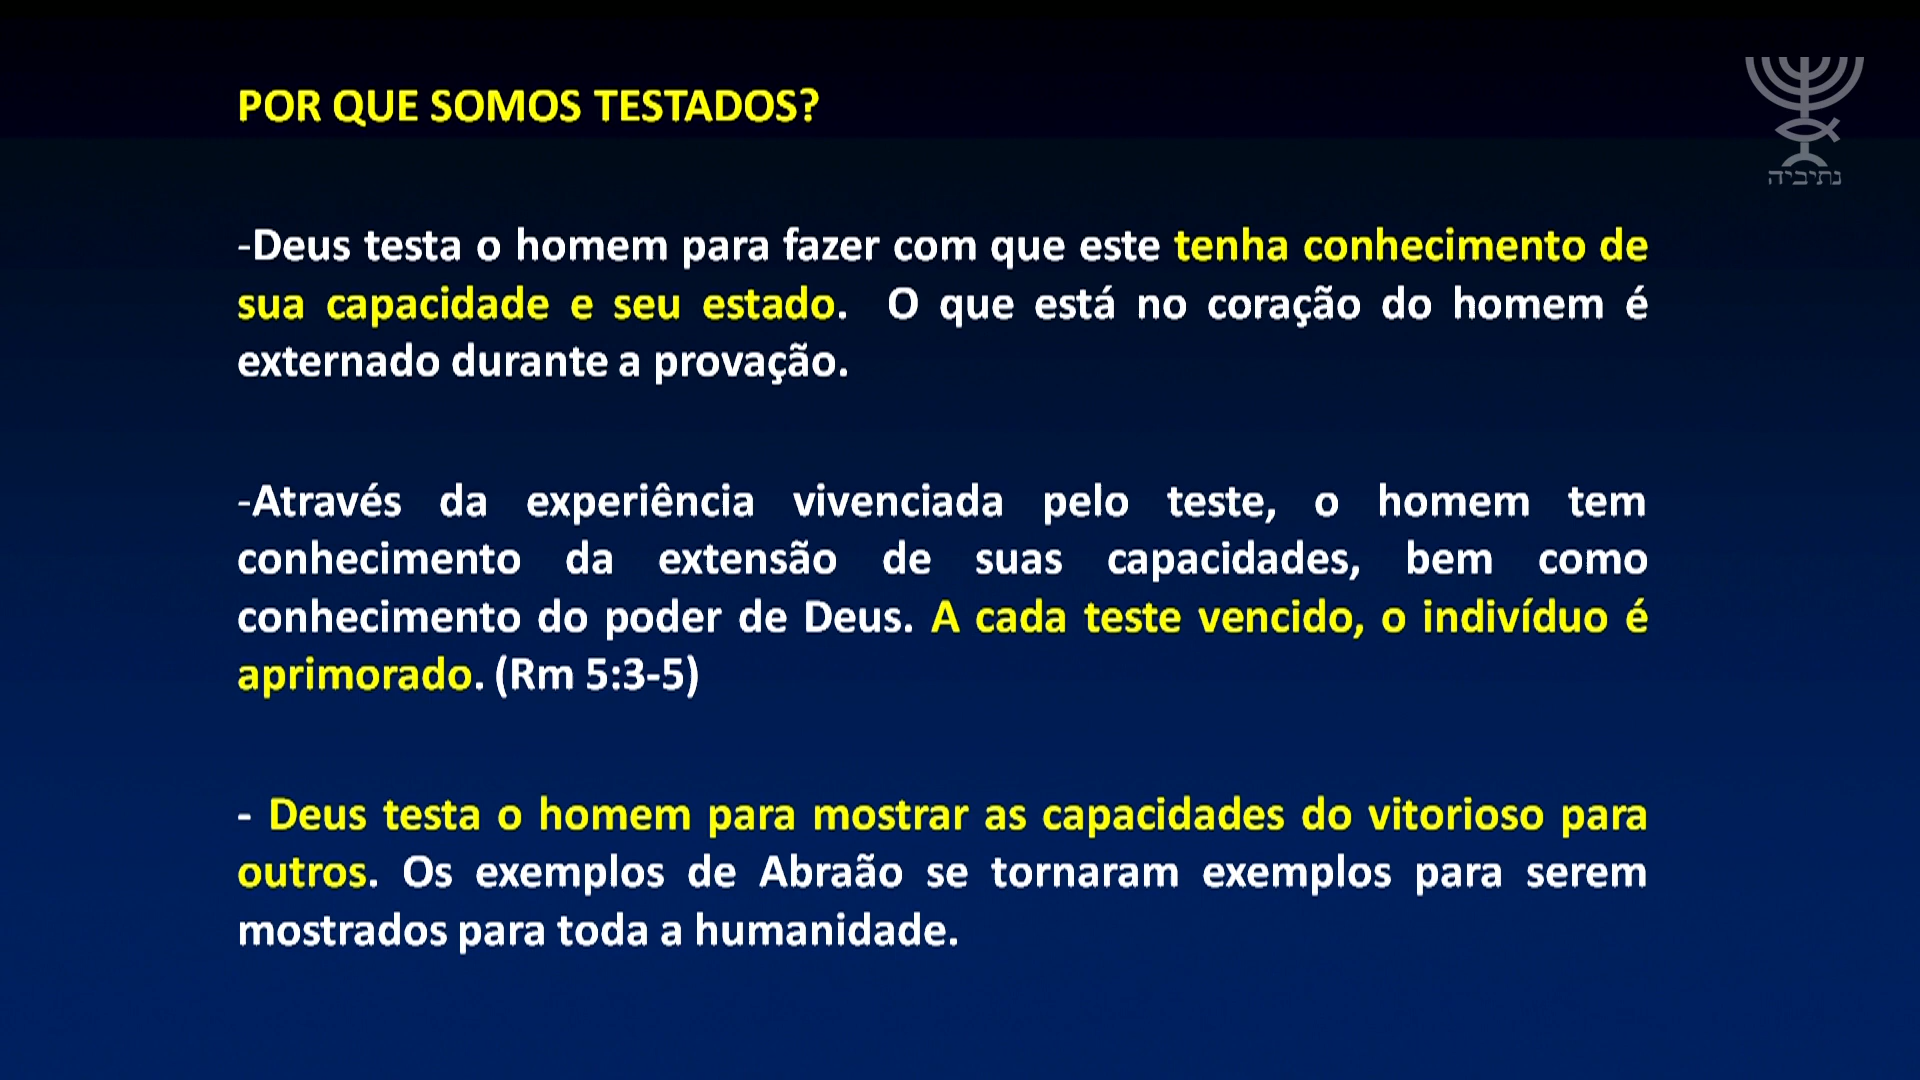 POR QUE SOMOS TESTADOS?
נתיביה
-Deus testa o homem para fazer com que este tenha conhecimento de
sua capacidade e seu estado. O que está no coração do homem é
externado durante a provação.
-Através da experiência vivenciada pelo teste, o homem tem
conhecimento da extensão de suas capacidades, bem como
conhecimento do poder de Deus. A cada teste vencido, o indivíduo é
aprimorado. (Rm 5:3-5)
- Deus testa o homem para mostrar as capacidades do vitorioso para
outros. Os exemplos de Abraão se tornaram exemplos para serem
mostrados para toda a humanidade.